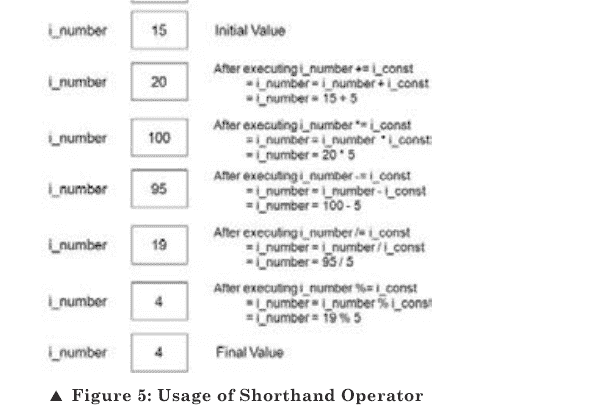 i_number 15 Initial Value
i_number 20 After executing i_number += i_const
= i_number = i_number + i_const
= i_number = 15 + 5
i_number 100 After executing i_number *= i_const
= i_number = i_number * i_const
= i_number = 20 * 5
i_number 95 After executing i_number -= i_const
= i_number = i_number - i_const
= i_number = 100 - 5
i_number 19 After executing i_number /= i_const
= i_number = i_number / i_const
= i_number = 95 / 5
i_number 4 After executing i_number %= i_const
= i_number = i_number % i_const
= i_number = 19 % 5
i_number 4 Final Value
▲ Figure 5: Usage of Shorthand Operator